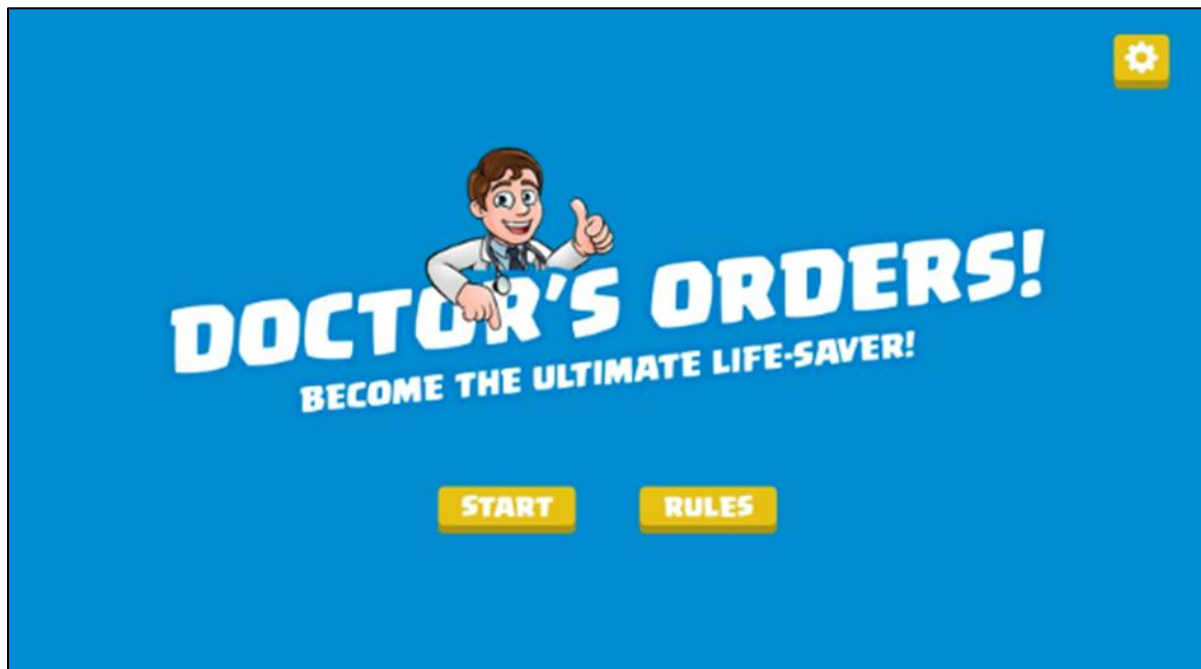 DOCTOR'S ORDERS!
BECOME THE ULTIMATE LIFE-SAVER!
START
RULES